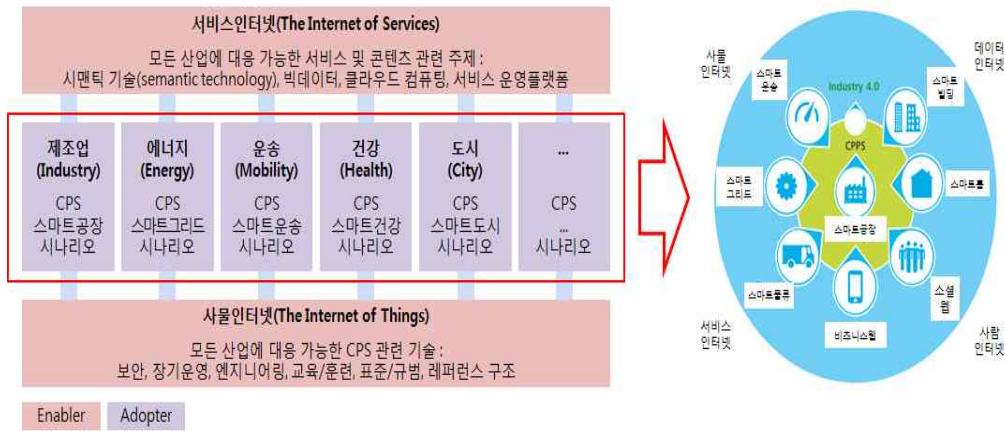 서비스인터넷(The Internet of Services)
모든 산업에 대응 가능한 서비스 및 콘텐츠 관련 주제 :
시맨틱 기술(semantic technology), 빅데이터, 클라우드 컴퓨팅, 서비스 운영플랫폼
제조업
(Industry)
CPS
스마트공장
시나리오
에너지
(Energy)
CPS
스마트그리드
시나리오
운송
(Mobility)
CPS
스마트운송
시나리오
건강
(Health)
CPS
스마트건강
시나리오
도시
(City)
CPS
스마트도시
시나리오
...
CPS
...
시나리오
사물인터넷(The Internet of Things)
모든 산업에 대응 가능한 CPS 관련 기술 :
보안, 장기운영, 엔지니어링, 교육/훈련, 표준/규범, 레퍼런스 구조
Enabler
Adopter
사물
인터넷
데이터
인터넷
스마트
운송
Industry 4.0
스마트
빌딩
CPPS
스마트
그리드
스마트홈
스마트공장
스마트물류
소셜
웹
비즈니스웹
서비스
인터넷
사람
인터넷